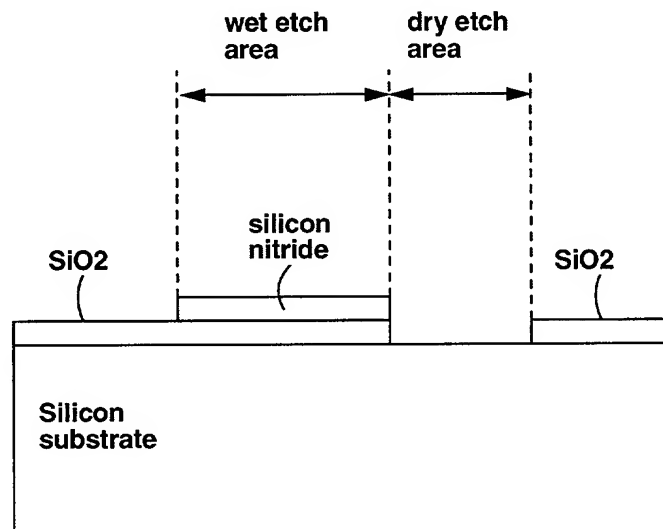 wet etch
area
dry etch
area
silicon
nitride
SiO2
SiO2
Silicon
substrate